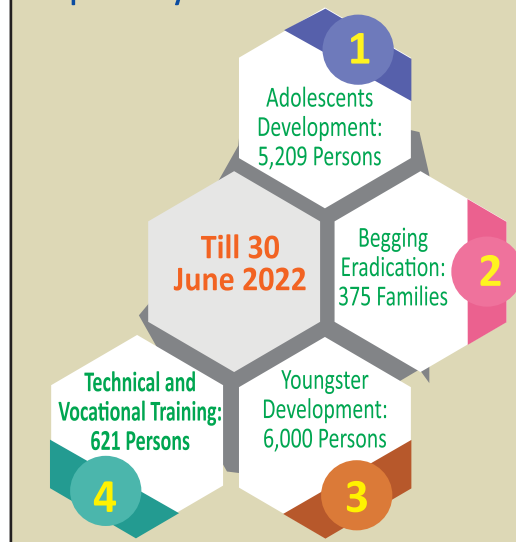 1
Adolescents
Development:
5,209 Persons
Till 30
June 2022
Begging
Eradication:
375 Families
2
Technical and
Vocational Training:
621 Persons
4
Youngster
Development:
6,000 Persons
3